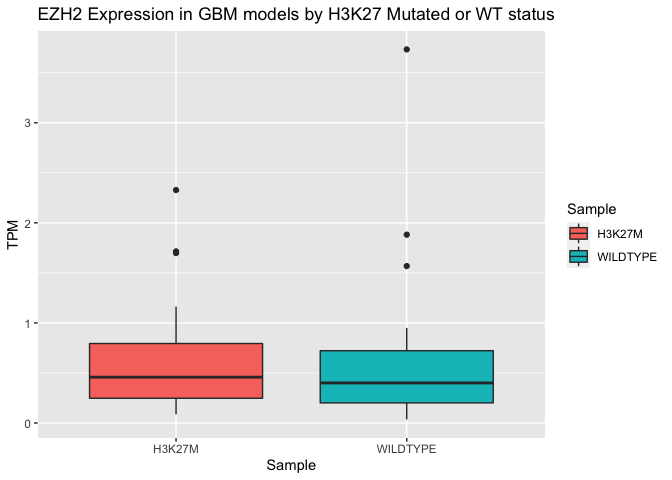 EZH2 Expression in GBM models by H3K27 Mutated or WT status
3
2
1
0
TPM
H3K27M
WILDTYPE
Sample
Sample
H3K27M
WILDTYPE